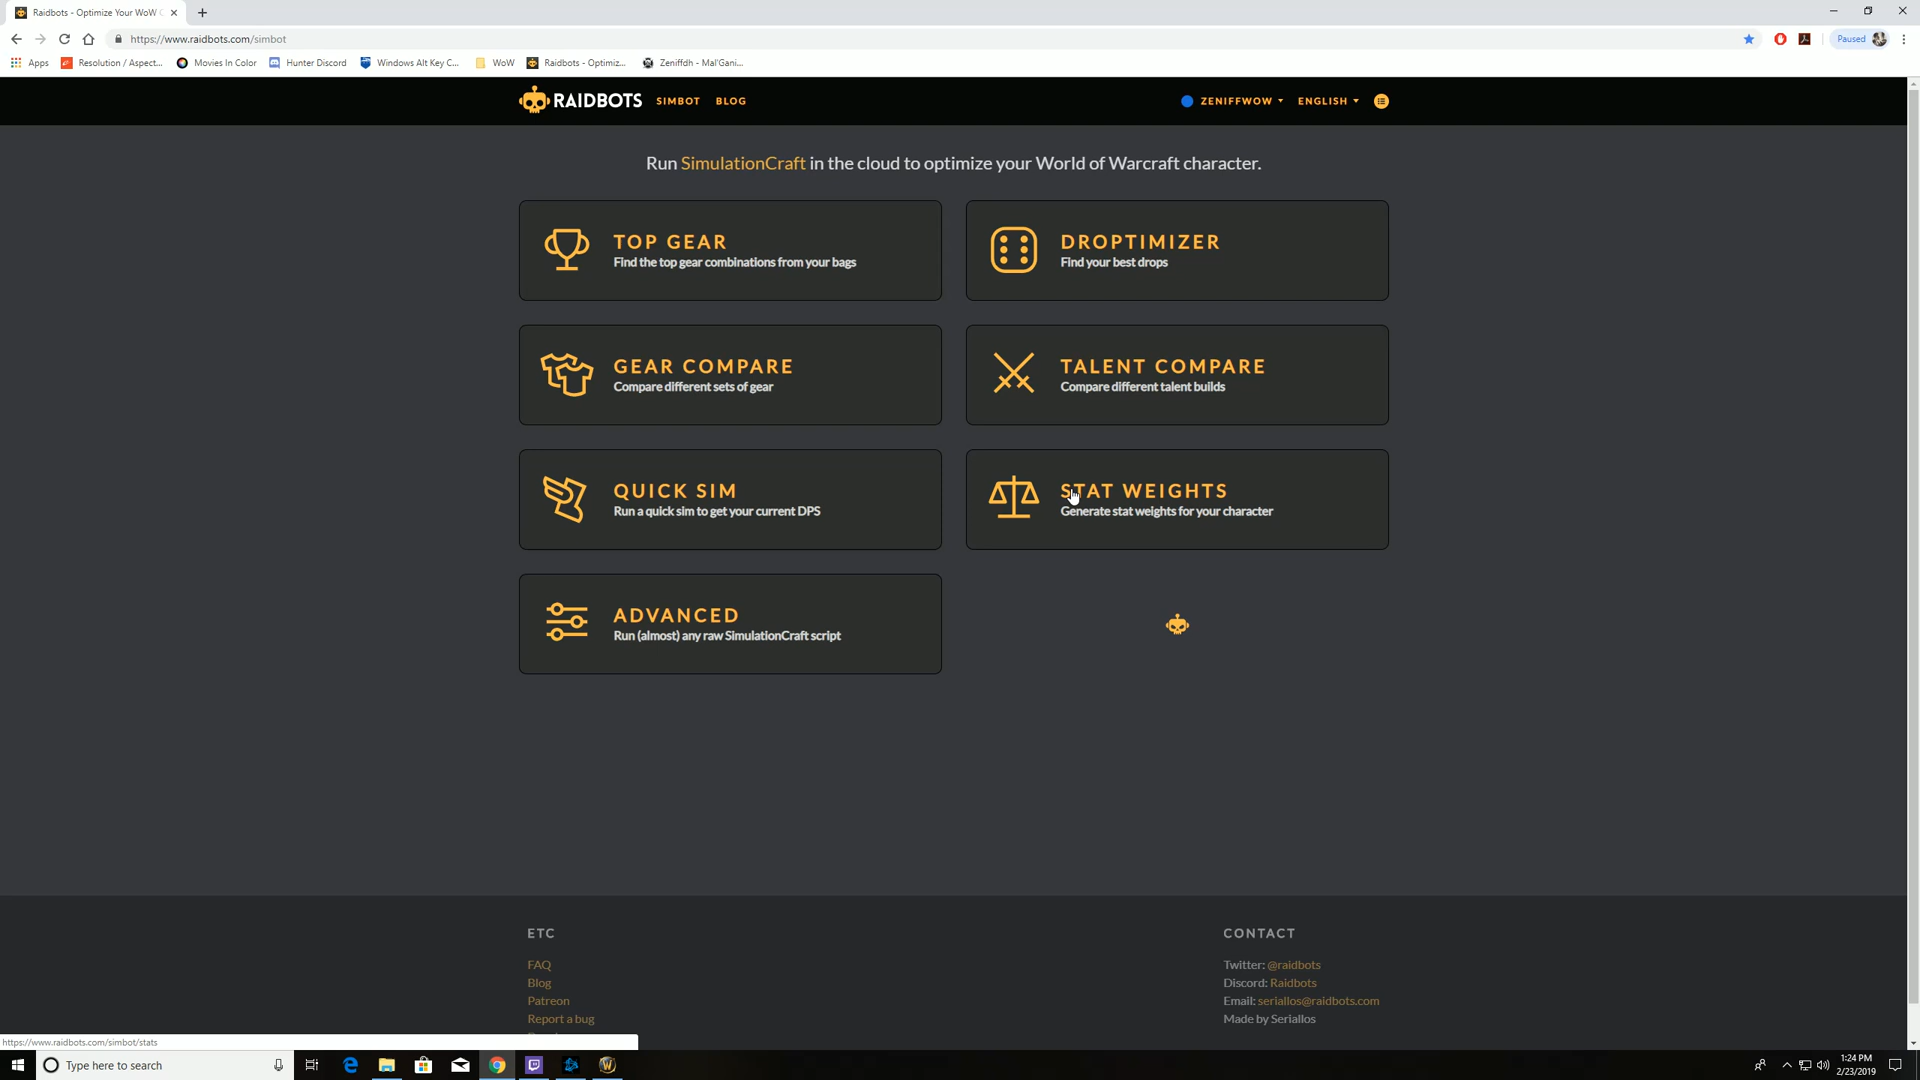 Raidbots - Optimize Your WoW C
https://www.raidbots.com/simbot
Paused
Apps
Resolution / Aspect...
Movies In Color
Hunter Discord
Windows Alt Key C...
WoW
Raidbots - Optimiz...
Zeniffdh - Mal'Gani...
RAIDBOTS
SIMBOT
BLOG
ZENIFFWOW
ENGLISH
Run SimulationCraft in the cloud to optimize your World of Warcraft character.
TOP GEAR
Find the top gear combinations from your bags
DROPTIMIZER
Find your best drops
GEAR COMPARE
Compare different sets of gear
TALENT COMPARE
Compare different talent builds
QUICK SIM
Run a quick sim to get your current DPS
STAT WEIGHTS
Generate stat weights for your character
ADVANCED
Run (almost) any raw SimulationCraft script
ETC
FAQ
Blog
Patreon
Report a bug
CONTACT
Twitter: @raidbots
Discord: Raidbots
Email: seriallos@raidbots.com
Made by Seriallos
https://www.raidbots.com/simbot/stats
Type here to search
1:24 PM
2/23/2019